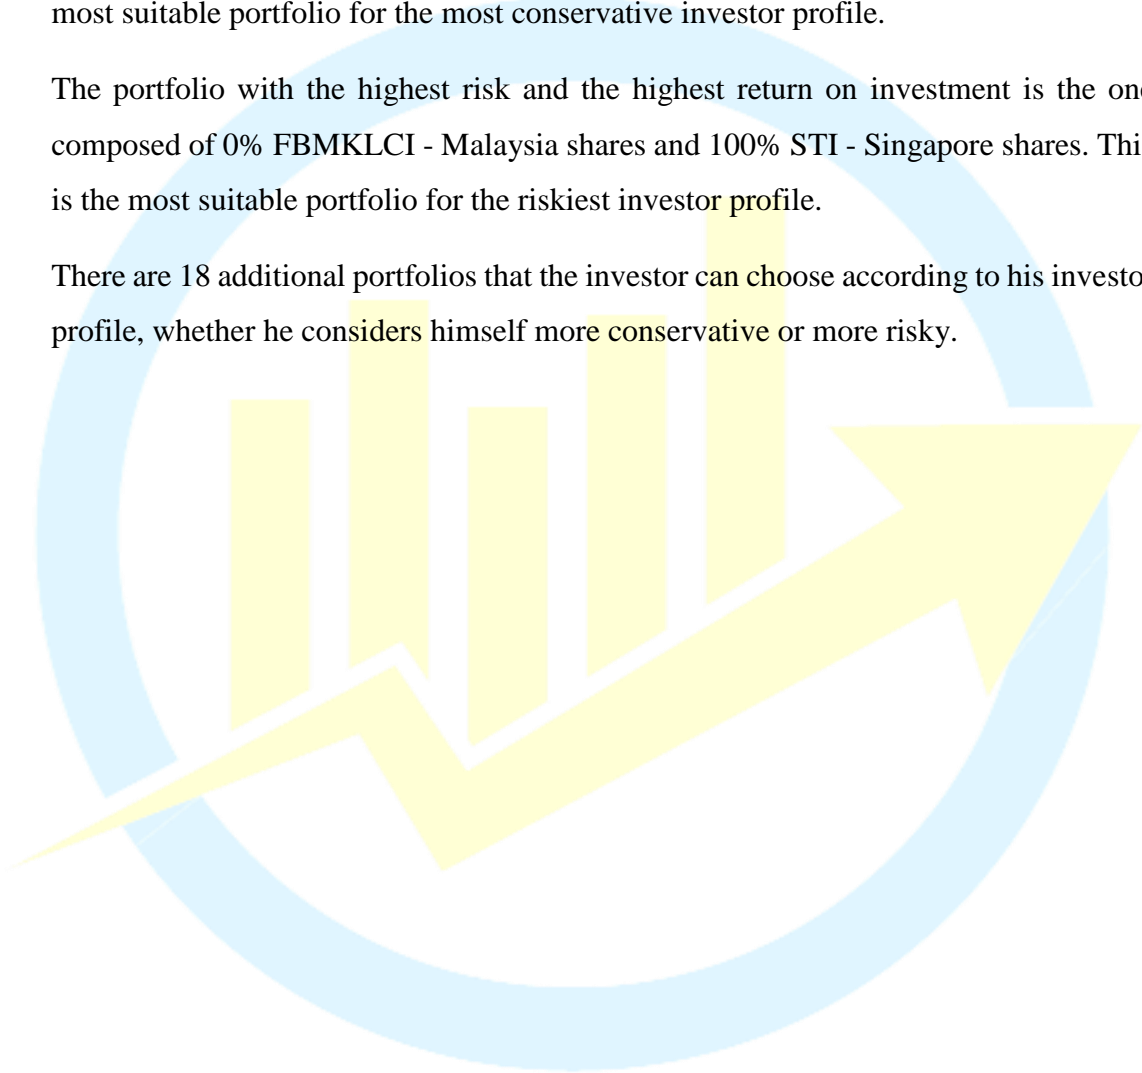 most suitable portfolio for the most conservative investor profile.
The portfolio with the highest risk and the highest return on investment is the one
composed of 0% FBMKLCI - Malaysia shares and 100% STI - Singapore shares. This
is the most suitable portfolio for the riskiest investor profile.
There are 18 additional portfolios that the investor can choose according to his investor
profile, whether he considers himself more conservative or more risky.